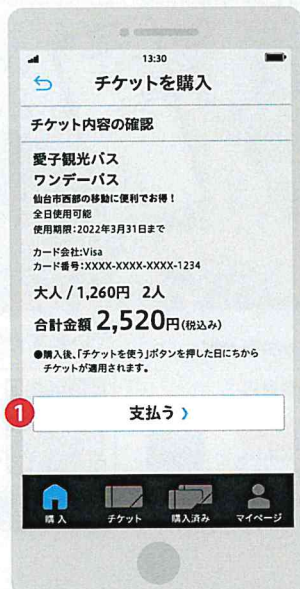 13:30
チケットを購入
チケット内容の確認
愛子観光バス
ワンデーパス
仙台市西部の移動に便利でお得！
全日使用可能
使用期限：2022年3月31日まで
カード会社:Visa
カード番号：XXXX-XXXX-XXXX-1234
大人 / 1,260円 2人
合計金額 2,520円(税込み)
●購入後、「チケットを使う」ボタンを押した日にちから
チケットが適用されます。
1 支払う 〉
購入 チケット 購入済み マイページ